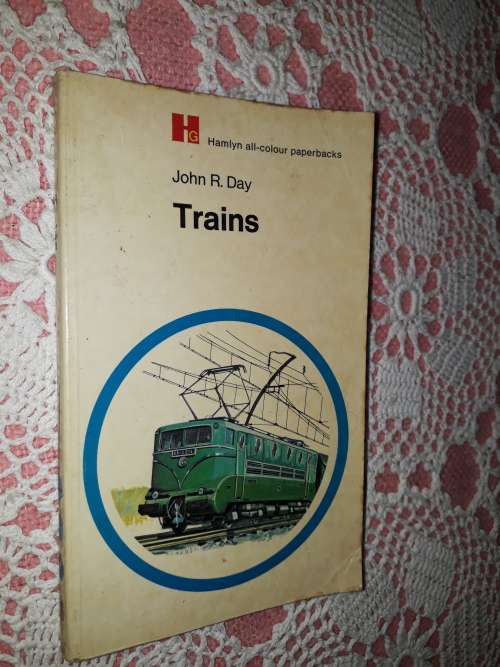 HG
Hamlyn all-colour paperbacks
John R. Day
Trains